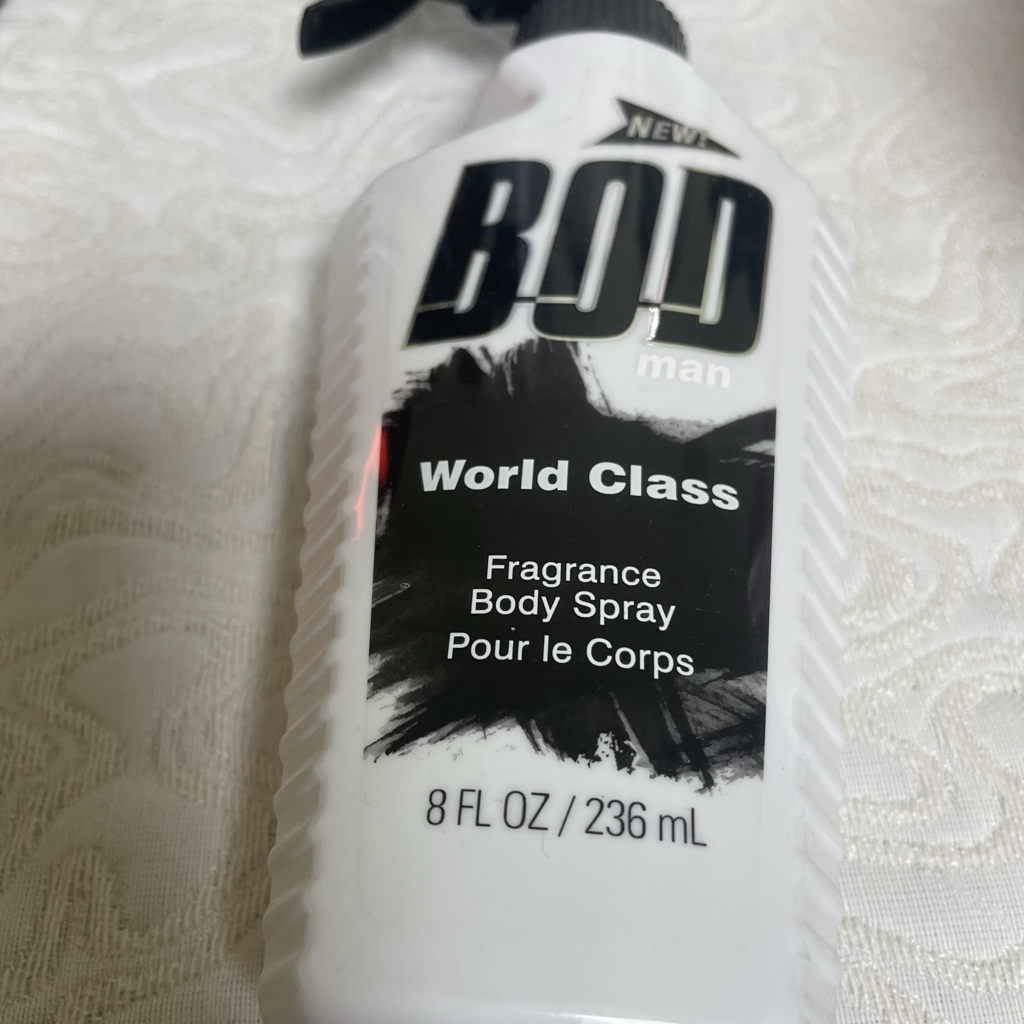 NEW!
BOD
man
World Class
Fragrance
Body Spray
Pour le Corps
8 FL OZ / 236 mL